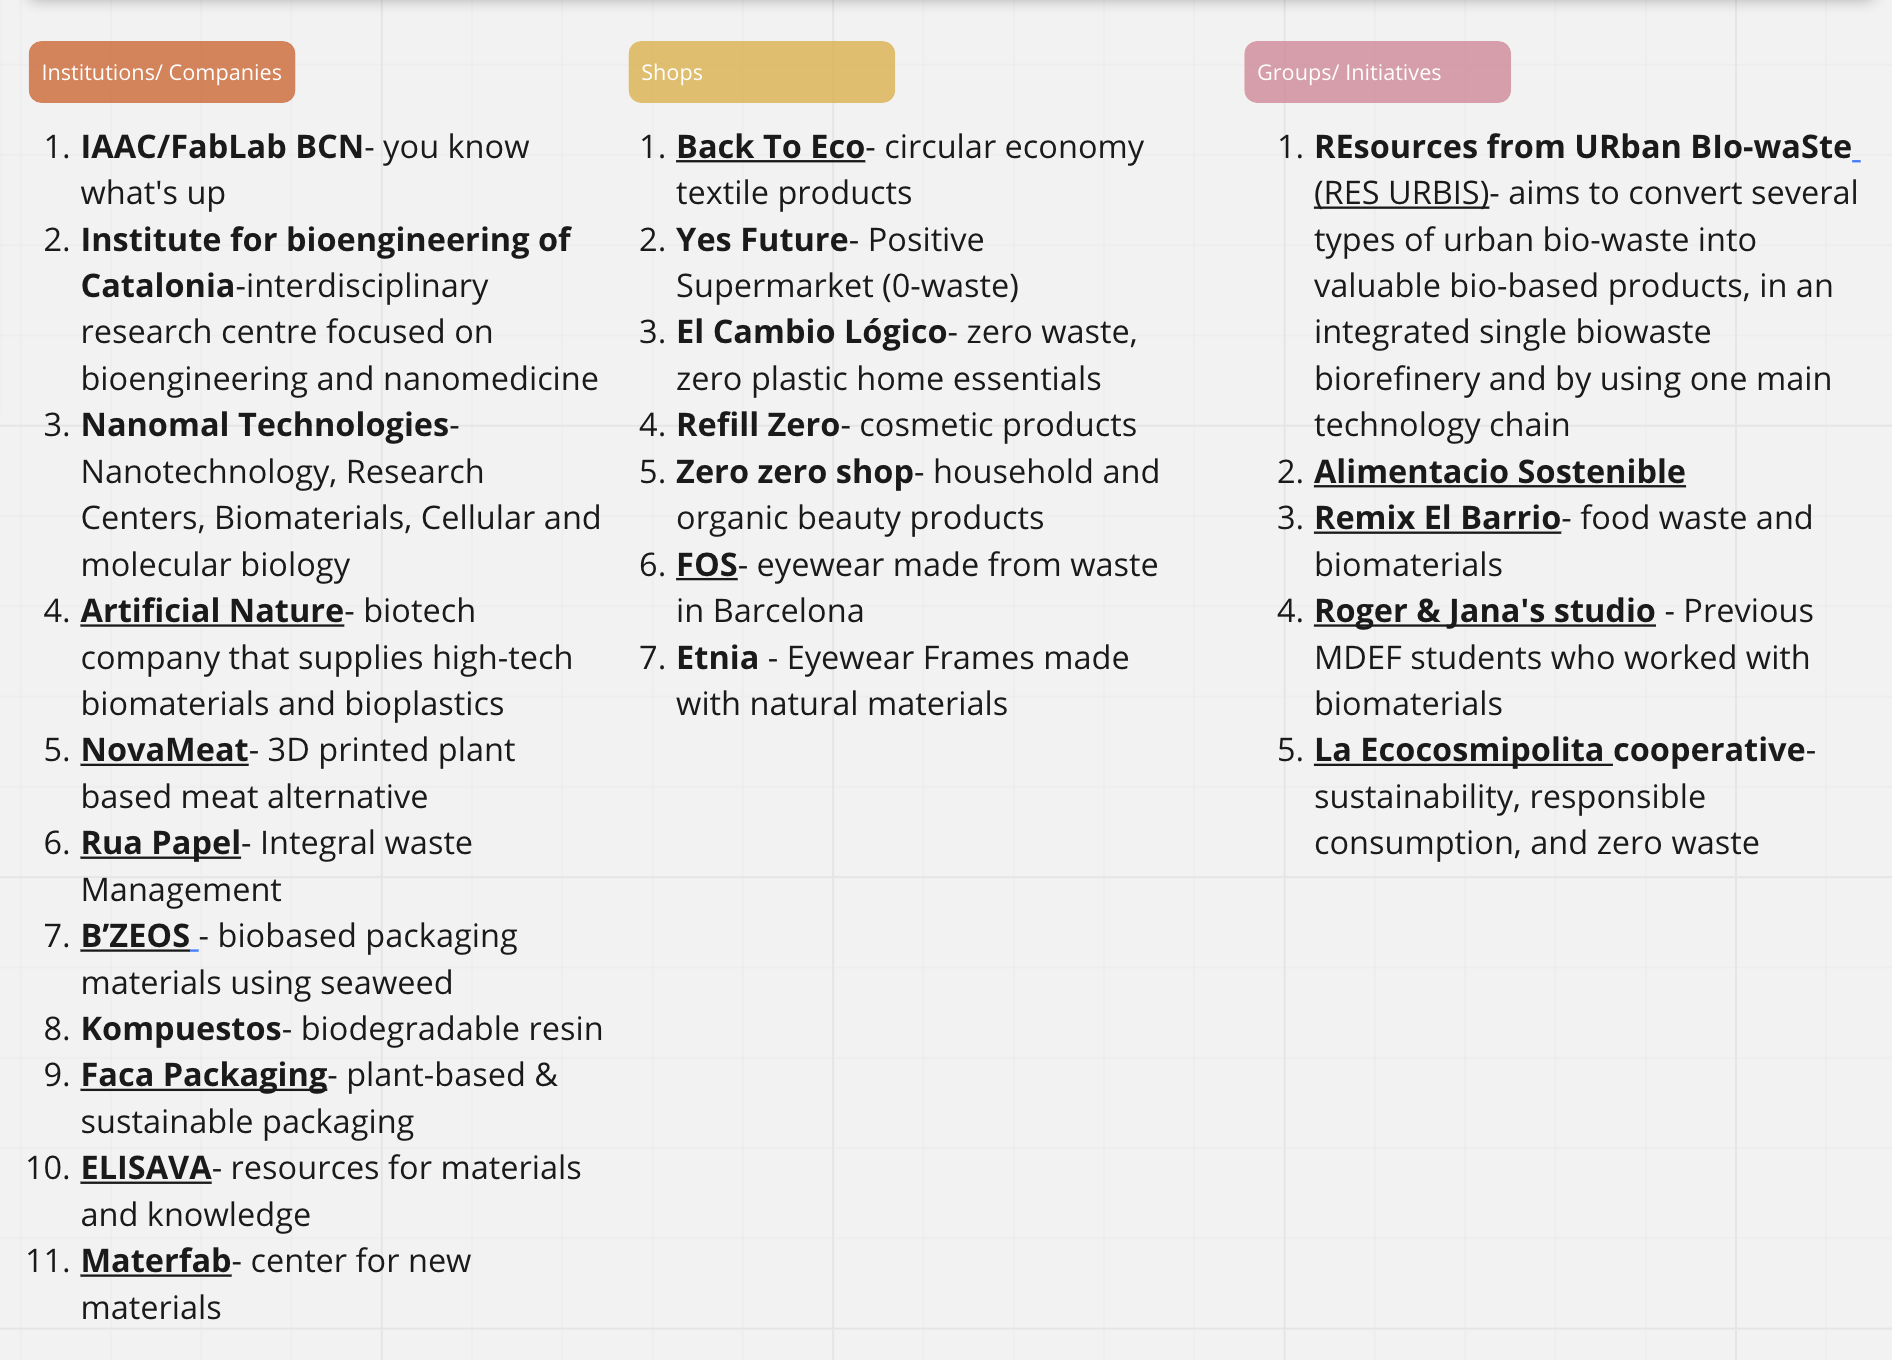 Institutions/ Companies
1. IAAC/FabLab BCN- you know
what's up
2. Institute for bioengineering of
Catalonia-interdisciplinary
research centre focused on
bioengineering and nanomedicine
3. Nanomal Technologies-
Nanotechnology, Research
Centers, Biomaterials, Cellular and
molecular biology
4. Artificial Nature- biotech
company that supplies high-tech
biomaterials and bioplastics
5. NovaMeat- 3D printed plant
based meat alternative
6. Rua Papel- Integral waste
Management
7. B’ZEOS - biobased packaging
materials using seaweed
8. Kompuestos- biodegradable resin
9. Faca Packaging- plant-based &
sustainable packaging
10. ELISAVA- resources for materials
and knowledge
11. Materfab- center for new
materials
Shops
1. Back To Eco- circular economy
textile products
2. Yes Future- Positive
Supermarket (0-waste)
3. El Cambio Lógico- zero waste,
zero plastic home essentials
4. Refill Zero- cosmetic products
5. Zero zero shop- household and
organic beauty products
6. FOS- eyewear made from waste
in Barcelona
7. Etnia - Eyewear Frames made
with natural materials
Groups/ Initiatives
1. REsources from URban BIo-waSte
(RES URBIS)- aims to convert several
types of urban bio-waste into
valuable bio-based products, in an
integrated single biowaste
biorefinery and by using one main
technology chain
2. Alimentacio Sostenible
3. Remix El Barrio- food waste and
biomaterials
4. Roger & Jana's studio - Previous
MDEF students who worked with
biomaterials
5. La Ecocosmipolita cooperative-
sustainability, responsible
consumption, and zero waste